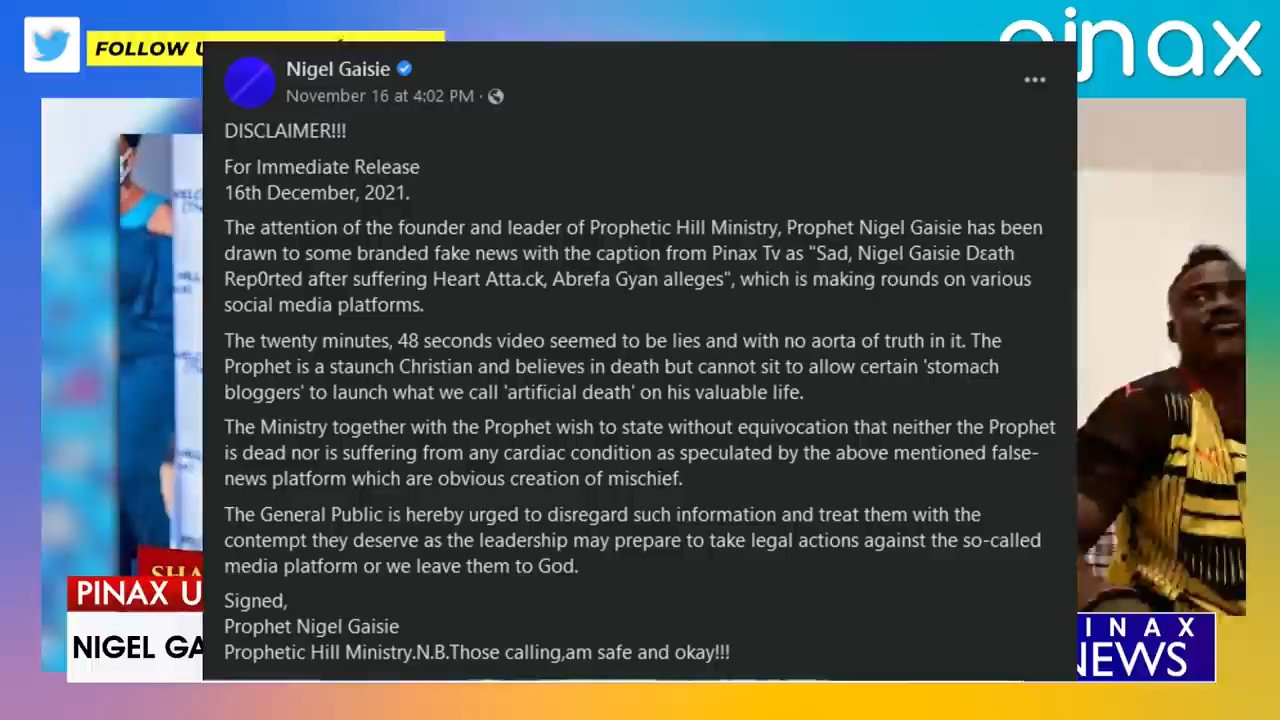 FOLLOW U
pinax
Nigel Gaisie
November 16 at 4:02 PM ·
DISCLAIMER!!!
For Immediate Release
16th December, 2021.
The attention of the founder and leader of Prophetic Hill Ministry, Prophet Nigel Gaisie has been
drawn to some branded fake news with the caption from Pinax Tv as "Sad, Nigel Gaisie Dɛath
Rep0rted after suffering Heart Atta.ck, Abrefa Gyan alleges", which is making rounds on various
social media platforms.
The twenty minutes, 48 seconds video seemed to be lies and with no aorta of truth in it. The
Prophet is a staunch Christian and believes in death but cannot sit to allow certain 'stomach
bloggers' to launch what we call 'artificial death' on his valuable life.
The Ministry together with the Prophet wish to state without equivocation that neither the Prophet
is dead nor is suffering from any cardiac condition as speculated by the above mentioned false-
news platform which are obvious creation of mischief.
The General Public is hereby urged to disregard such information and treat them with the
contempt they deserve as the leadership may prepare to take legal actions against the so-called
media platform or we leave them to God.
Signed,
Prophet Nigel Gaisie
Prophetic Hill Ministry.N.B.Those calling,am safe and okay!!!
SHA
PINAX U
NIGEL GA
INAX
NEWS